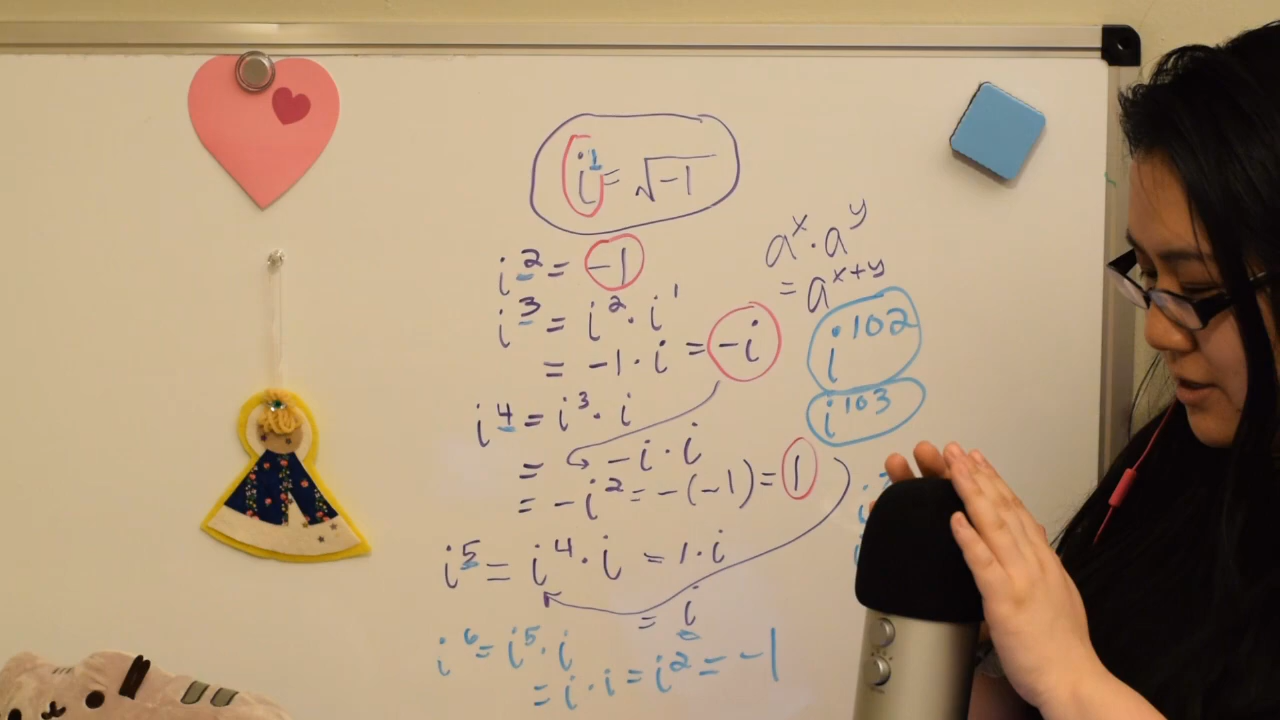 i¹ = √-1
i² = -1
i³ = i² · i¹
= -1 · i = -i
i⁴ = i³ · i
= -i · i
= -i² = -(-1) = 1
i⁵ = i⁴ · i = 1 · i
= i
i⁶ = i⁵ · i
= i · i = i² = -1
aˣ · aʸ
= aˣ⁺ʸ
i¹⁰²
i¹⁰³